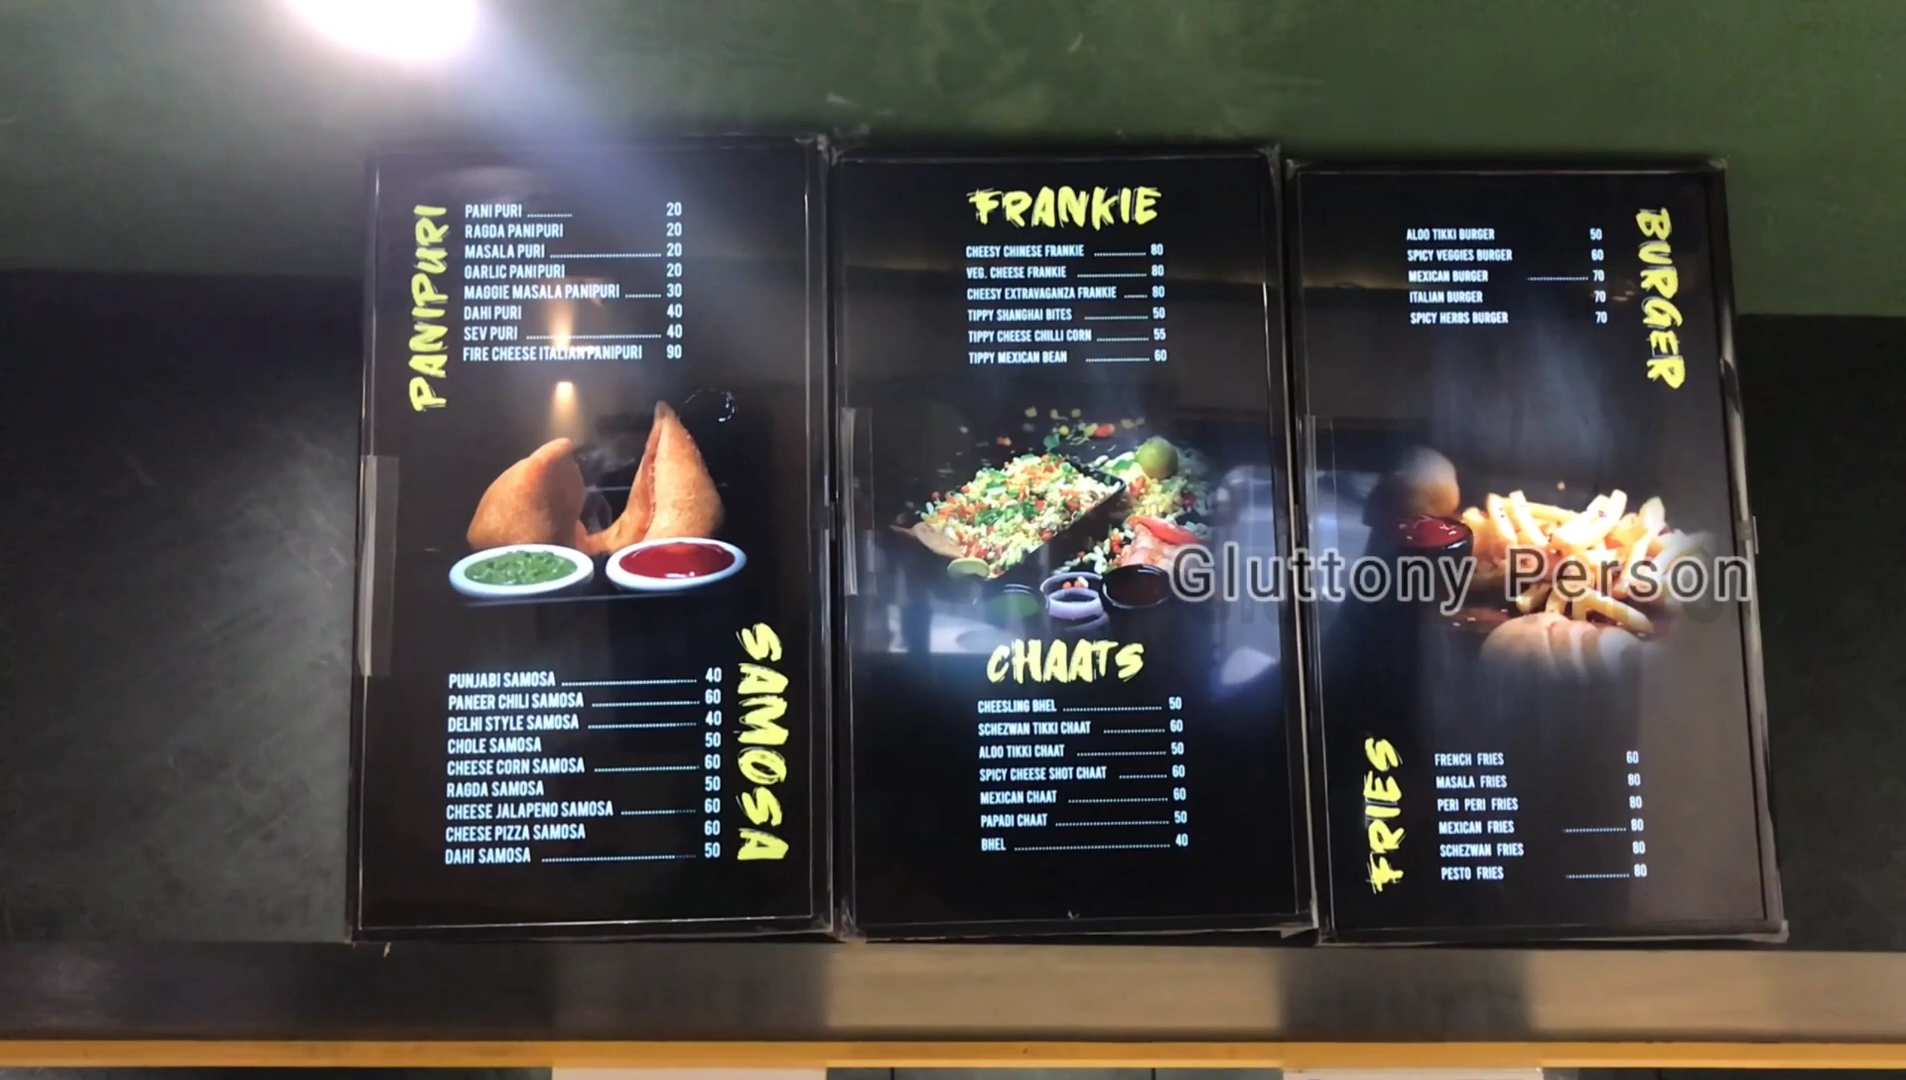 PANIPURI
PANI PURI ............ 20
RAGDA PANIPURI 20
MASALA PURI ............ 20
GARLIC PANIPURI 20
MAGGIE MASALA PANIPURI ............ 30
DAHI PURI 40
SEV PURI ............ 40
FIRE CHEESE ITALIAN PANIPURI 90
SAMOSA
PUNJABI SAMOSA ............ 40
PANEER CHILI SAMOSA ............ 60
DELHI STYLE SAMOSA ............ 40
CHOLE SAMOSA 50
CHEESE CORN SAMOSA ............ 60
RAGDA SAMOSA 50
CHEESE JALAPENO SAMOSA ............ 60
CHEESE PIZZA SAMOSA 60
DAHI SAMOSA ............ 50
FRANKIE
CHEESY CHINESE FRANKIE ............ 80
VEG. CHEESE FRANKIE ............ 80
CHEESY EXTRAVAGANZA FRANKIE ............ 80
TIPPY SHANGHAI BITES ............ 50
TIPPY CHEESE CHILLI CORN ............ 55
TIPPY MEXICAN BEAN ............ 60
CHAATS
CHEESLING BHEL ............ 50
SCHEZWAN TIKKI CHAAT ............ 60
ALOO TIKKI CHAAT ............ 50
SPICY CHEESE SHOT CHAAT ............ 60
MEXICAN CHAAT ............ 60
PAPADI CHAAT ............ 50
BHEL ............ 40
BURGER
ALOO TIKKI BURGER 50
SPICY VEGGIES BURGER 60
MEXICAN BURGER ............ 70
ITALIAN BURGER 70
SPICY HERBS BURGER 70
Gluttony Person
FRIES
FRENCH FRIES 60
MASALA FRIES 80
PERI PERI FRIES 80
MEXICAN FRIES ............ 80
SCHEZWAN FRIES 80
PESTO FRIES ............ 80